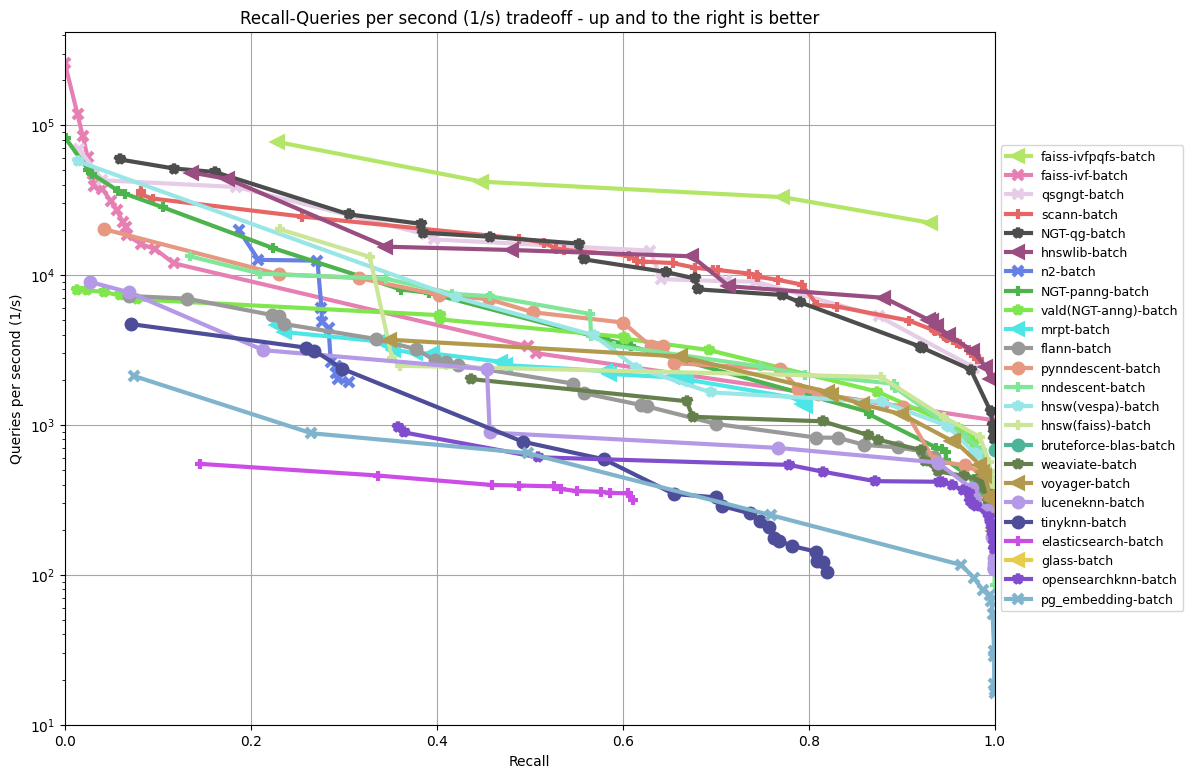 Recall-Queries per second (1/s) tradeoff - up and to the right is better
Queries per second (1/s)
10^5
10^4
10^3
10^2
10^1
0.0 0.2 0.4 0.6 0.8 1.0
Recall
faiss-ivfpqfs-batch
faiss-ivf-batch
qsgngt-batch
scann-batch
NGT-qg-batch
hnswlib-batch
n2-batch
NGT-panng-batch
vald(NGT-anng)-batch
mrpt-batch
flann-batch
pynndescent-batch
nndescent-batch
hnsw(vespa)-batch
hnsw(faiss)-batch
bruteforce-blas-batch
weaviate-batch
voyager-batch
luceneknn-batch
tinyknn-batch
elasticsearch-batch
glass-batch
opensearchknn-batch
pg_embedding-batch